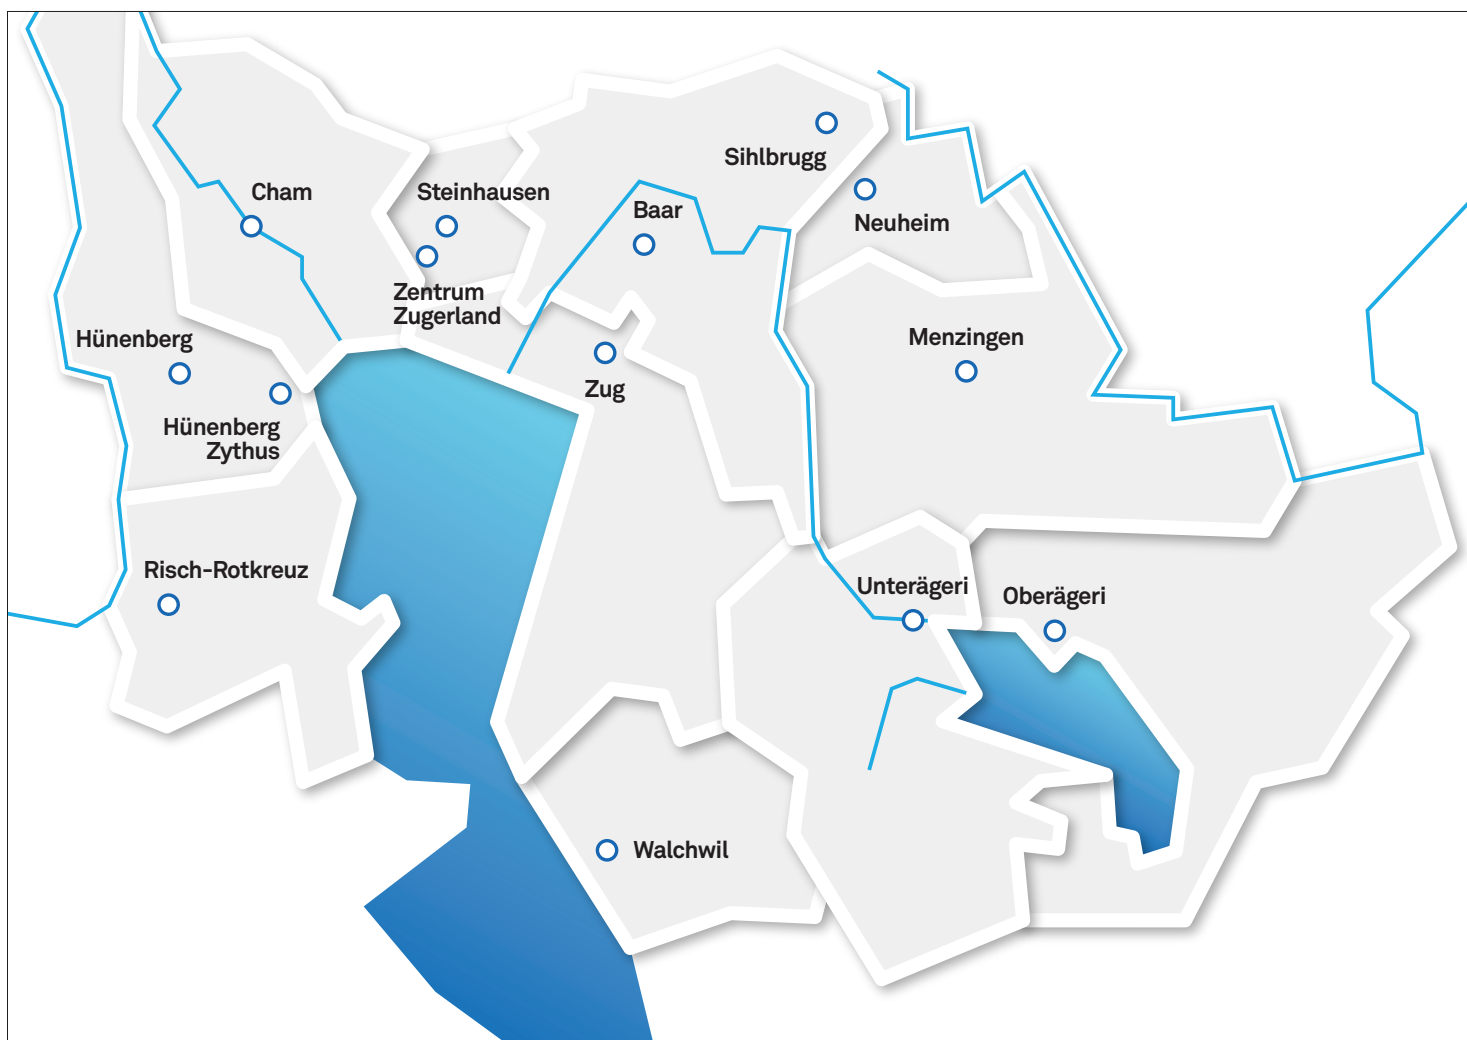 Sihlbrugg
Cham
Steinhausen
Baar
Neuheim
Zentrum
Zugerland
Hünenberg
Menzingen
Zug
Hünenberg
Zythus
Risch-Rotkreuz
Unterägeri
Oberägeri
Walchwil